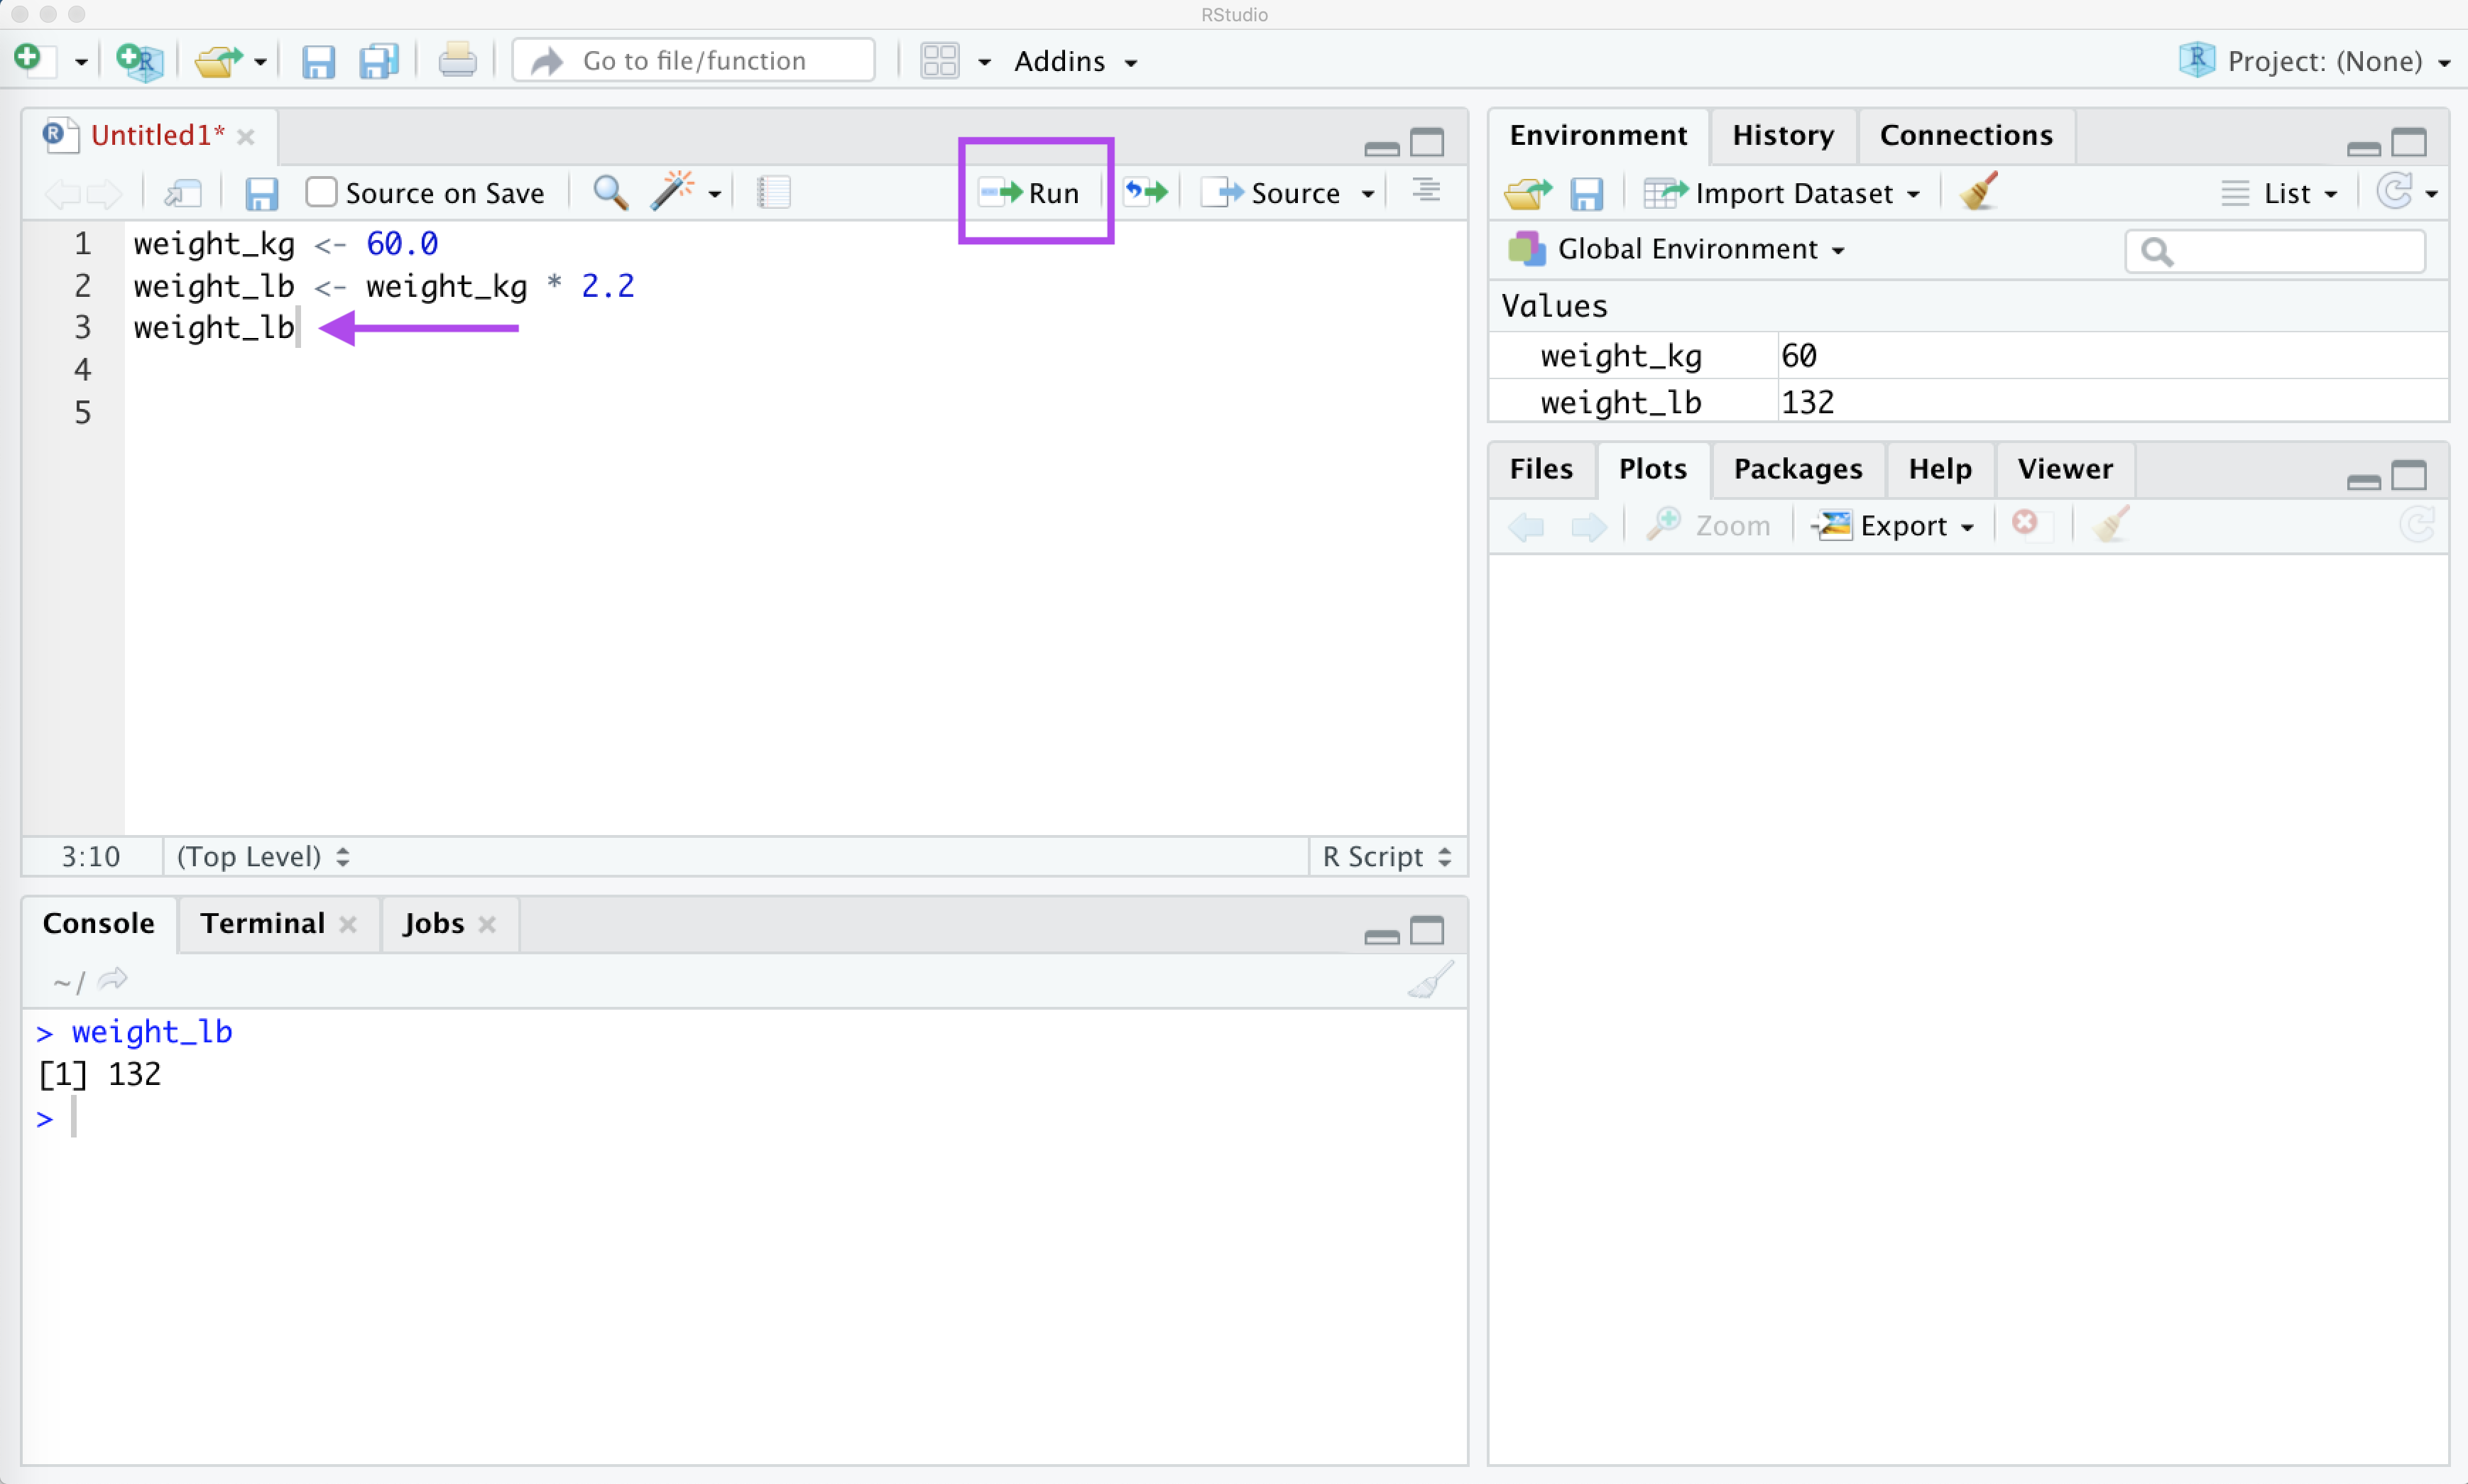 RStudio
Go to file/function Addins Project: (None)
Untitled1*
Source on Save Run Source
1 weight_kg <- 60.0
2 weight_lb <- weight_kg * 2.2
3 weight_lb
4
5
3:10 (Top Level) R Script
Console Terminal Jobs
~/
> weight_lb
[1] 132
>
Environment History Connections
Import Dataset List
Global Environment
Values
weight_kg 60
weight_lb 132
Files Plots Packages Help Viewer
Zoom Export